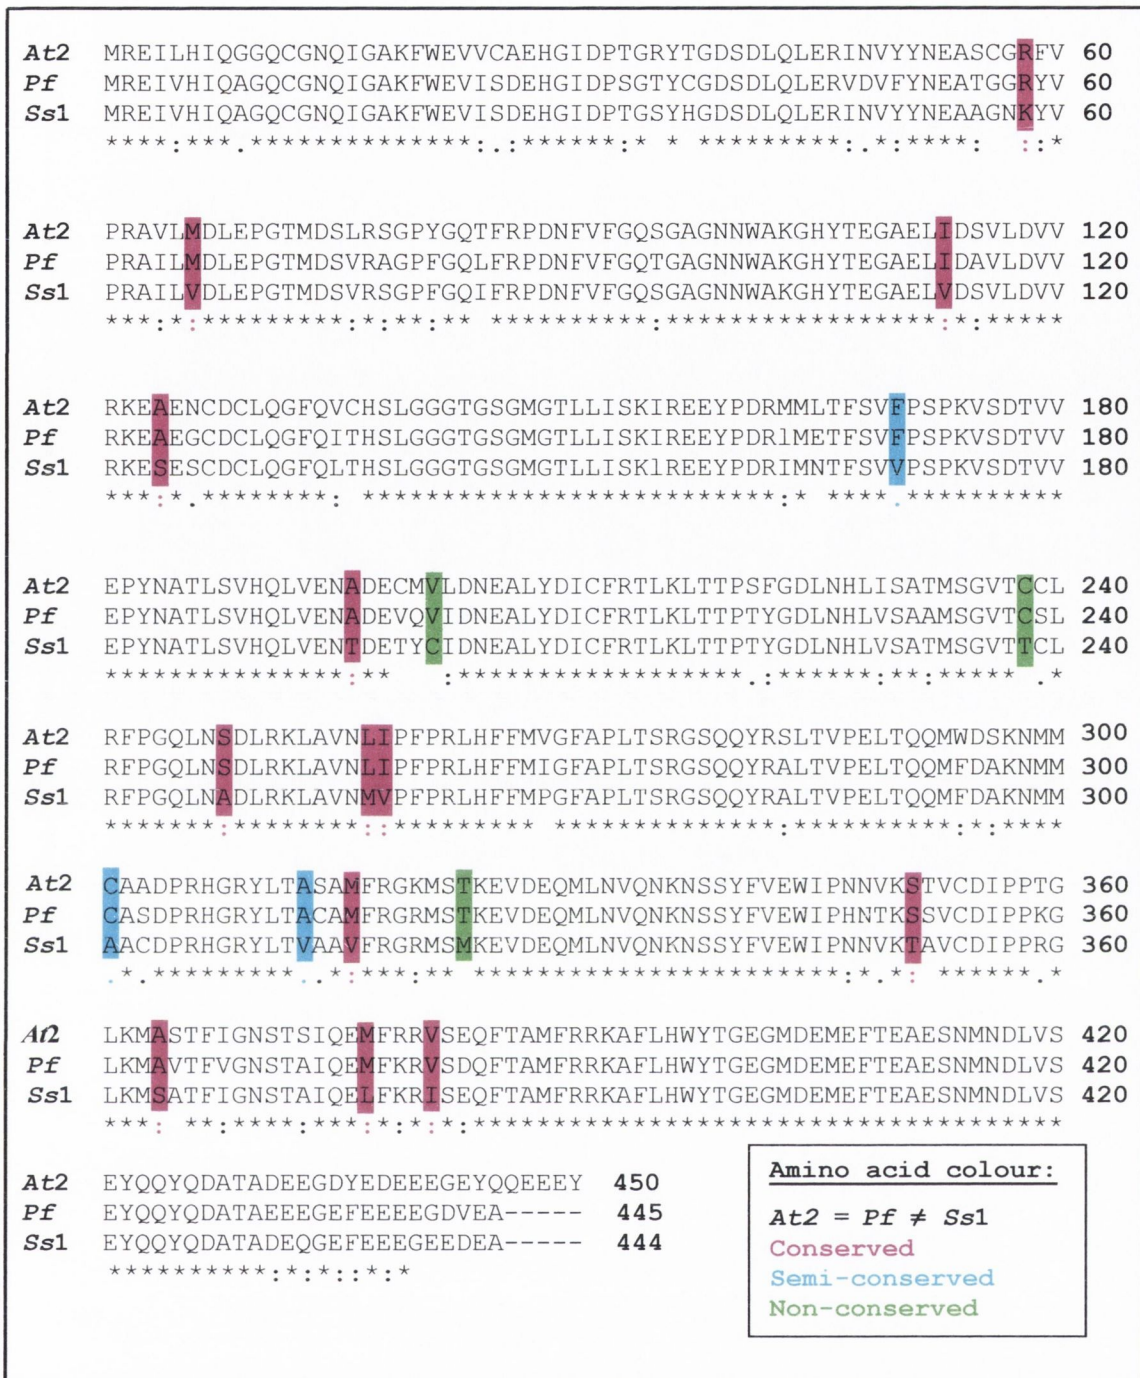 At2 MREILHIQGGQCGNQIGAKFWEVVCAEHGIDPTGRYTGDSDLQLERINVYYNEASCGRFV 60
Pf MREIVHIQAGQCGNQIGAKFWEVISDEHGIDPSGTYCGDSDLQLERVDVFYNEATGGRYV 60
Ss1 MREIVHIQAGQCGNQIGAKFWEVISDEHGIDPTGSYHGDSDLQLERINVYYNEAAGNKYV 60
****:***.**************:.:******:* * *********:.*:****:  ::*
At2 PRAVLMDLEPGTMDSLRSGPYGQTFRPDNFVFGQSGAGNNWAKGHYTEGAELIDSVLDVV 120
Pf PRAILMDLEPGTMDSVRAGPFGQLFRPDNFVFGQTGAGNNWAKGHYTEGAELIDAVLDVV 120
Ss1 PRAILVDLEPGTMDSVRSGPFGQIFRPDNFVFGQSGAGNNWAKGHYTEGAELVDSVLDVV 120
***:*:*********:*:**:** **********:*****************:*:*****
At2 RKEAENCDCLQGFQVCHSLGGGTGSGMGTLLISKIREEYPDRMMLTFSVFPSPKVSDTVV 180
Pf RKEAEGCDCLQGFQITHSLGGGTGSGMGTLLISKIREEYPDRlMETFSVFPSPKVSDTVV 180
Ss1 RKESESCDCLQGFQLTHSLGGGTGSGMGTLLISKlREEYPDRIMNTFSVVPSPKVSDTVV 180
***:*.********: **************************:* ****.**********
At2 EPYNATLSVHQLVENADECMVLDNEALYDICFRTLKLTTPSFGDLNHLISATMSGVTCCL 240
Pf EPYNATLSVHQLVENADEVQVIDNEALYDICFRTLKLTTPTYGDLNHLVSAAMSGVTCSL 240
Ss1 EPYNATLSVHQLVENTDETYCIDNEALYDICFRTLKLTTPTYGDLNHLVSATMSGVTTCL 240
***************:**   :******************.:******:**:***** .*
At2 RFPGQLNSDLRKLAVNLIPFPRLHFFMVGFAPLTSRGSQQYRSLTVPELTQQMWDSKNMM 300
Pf RFPGQLNSDLRKLAVNLIPFPRLHFFMIGFAPLTSRGSQQYRALTVPELTQQMFDAKNMM 300
Ss1 RFPGQLNADLRKLAVNMVPFPRLHFFMPGFAPLTSRGSQQYRALTVPELTQQMFDAKNMM 300
*******:********::********* **************:**********:*:****
At2 CAADPRHGRYLTASAMFRGKMSTKEVDEQMLNVQNKNSSYFVEWIPNNVKSTVCDIPPTG 360
Pf CASDPRHGRYLTACAMFRGRMSTKEVDEQMLNVQNKNSSYFVEWIPHNTKSSVCDIPPKG 360
Ss1 AACDPRHGRYLTVAAVFRGRMSMKEVDEQMLNVQNKNSSYFVEWIPNNVKTAVCDIPPRG 360
.*.*********..*:***:** ***********************:*.*: ******.*
At2 LKMASTFIGNSTSIQEMFRRVSEQFTAMFRRKAFLHWYTGEGMDEMEFTEAESNMNDLVS 420
Pf LKMAVTFVGNSTAIQEMFKRVSDQFTAMFRRKAFLHWYTGEGMDEMEFTEAESNMNDLVS 420
Ss1 LKMSATFIGNSTAIQELFKRISEQFTAMFRRKAFLHWYTGEGMDEMEFTEAESNMNDLVS 420
***: **:****:***:*:*:*:*************************************
At2 EYQQYQDATADEEGDYEDEEEGEYQQEEEY 450
Pf EYQQYQDATAEEEGEFEEEEGDVEA----- 445
Ss1 EYQQYQDATADEQGEFEEEGEEDEA----- 444
**********:*:*::*:*
Amino acid colour:
At2 = Pf ≠ Ss1
Conserved
Semi-conserved
Non-conserved